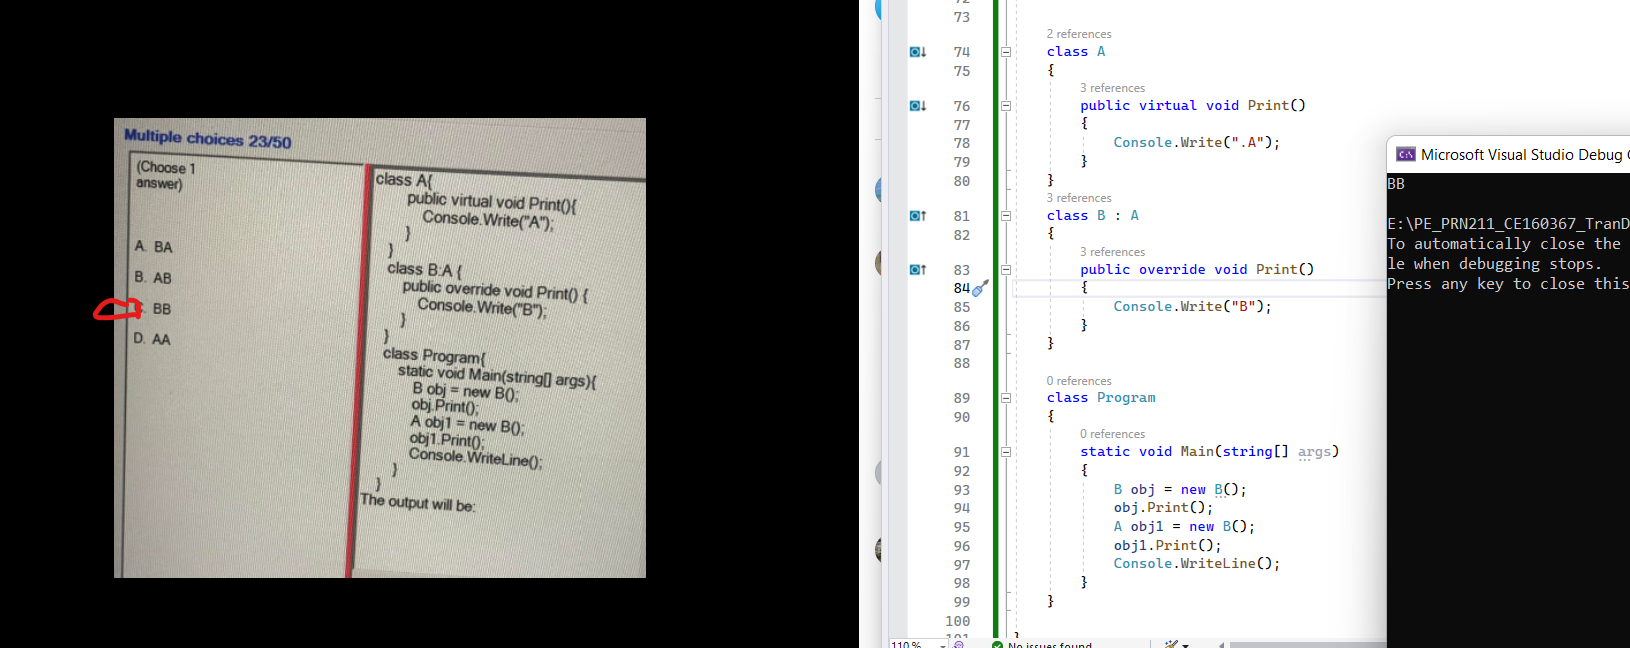 Multiple choices 23/50
(Choose 1
answer)
A. BA
B. AB
C. BB
D. AA
class A{
public virtual void Print(){
Console.Write("A");
}
}
class B:A {
public override void Print() {
Console.Write("B");
}
}
class Program{
static void Main(string[] args){
B obj = new B();
obj.Print();
A obj1 = new B();
obj1.Print();
Console.WriteLine();
}
}
The output will be:
73
2 references
74 class A
75 {
3 references
76 public virtual void Print()
77 {
78 Console.Write(".A");
79 }
80 }
3 references
81 class B : A
82 {
3 references
83 public override void Print()
84 {
85 Console.Write("B");
86 }
87 }
88
0 references
89 class Program
90 {
0 references
91 static void Main(string[] args)
92 {
93 B obj = new B();
94 obj.Print();
95 A obj1 = new B();
96 obj1.Print();
97 Console.WriteLine();
98 }
99 }
100
110 %
No issues found
Microsoft Visual Studio Debug
BB
E:\PE_PRN211_CE160367_TranD
To automatically close the
le when debugging stops.
Press any key to close this